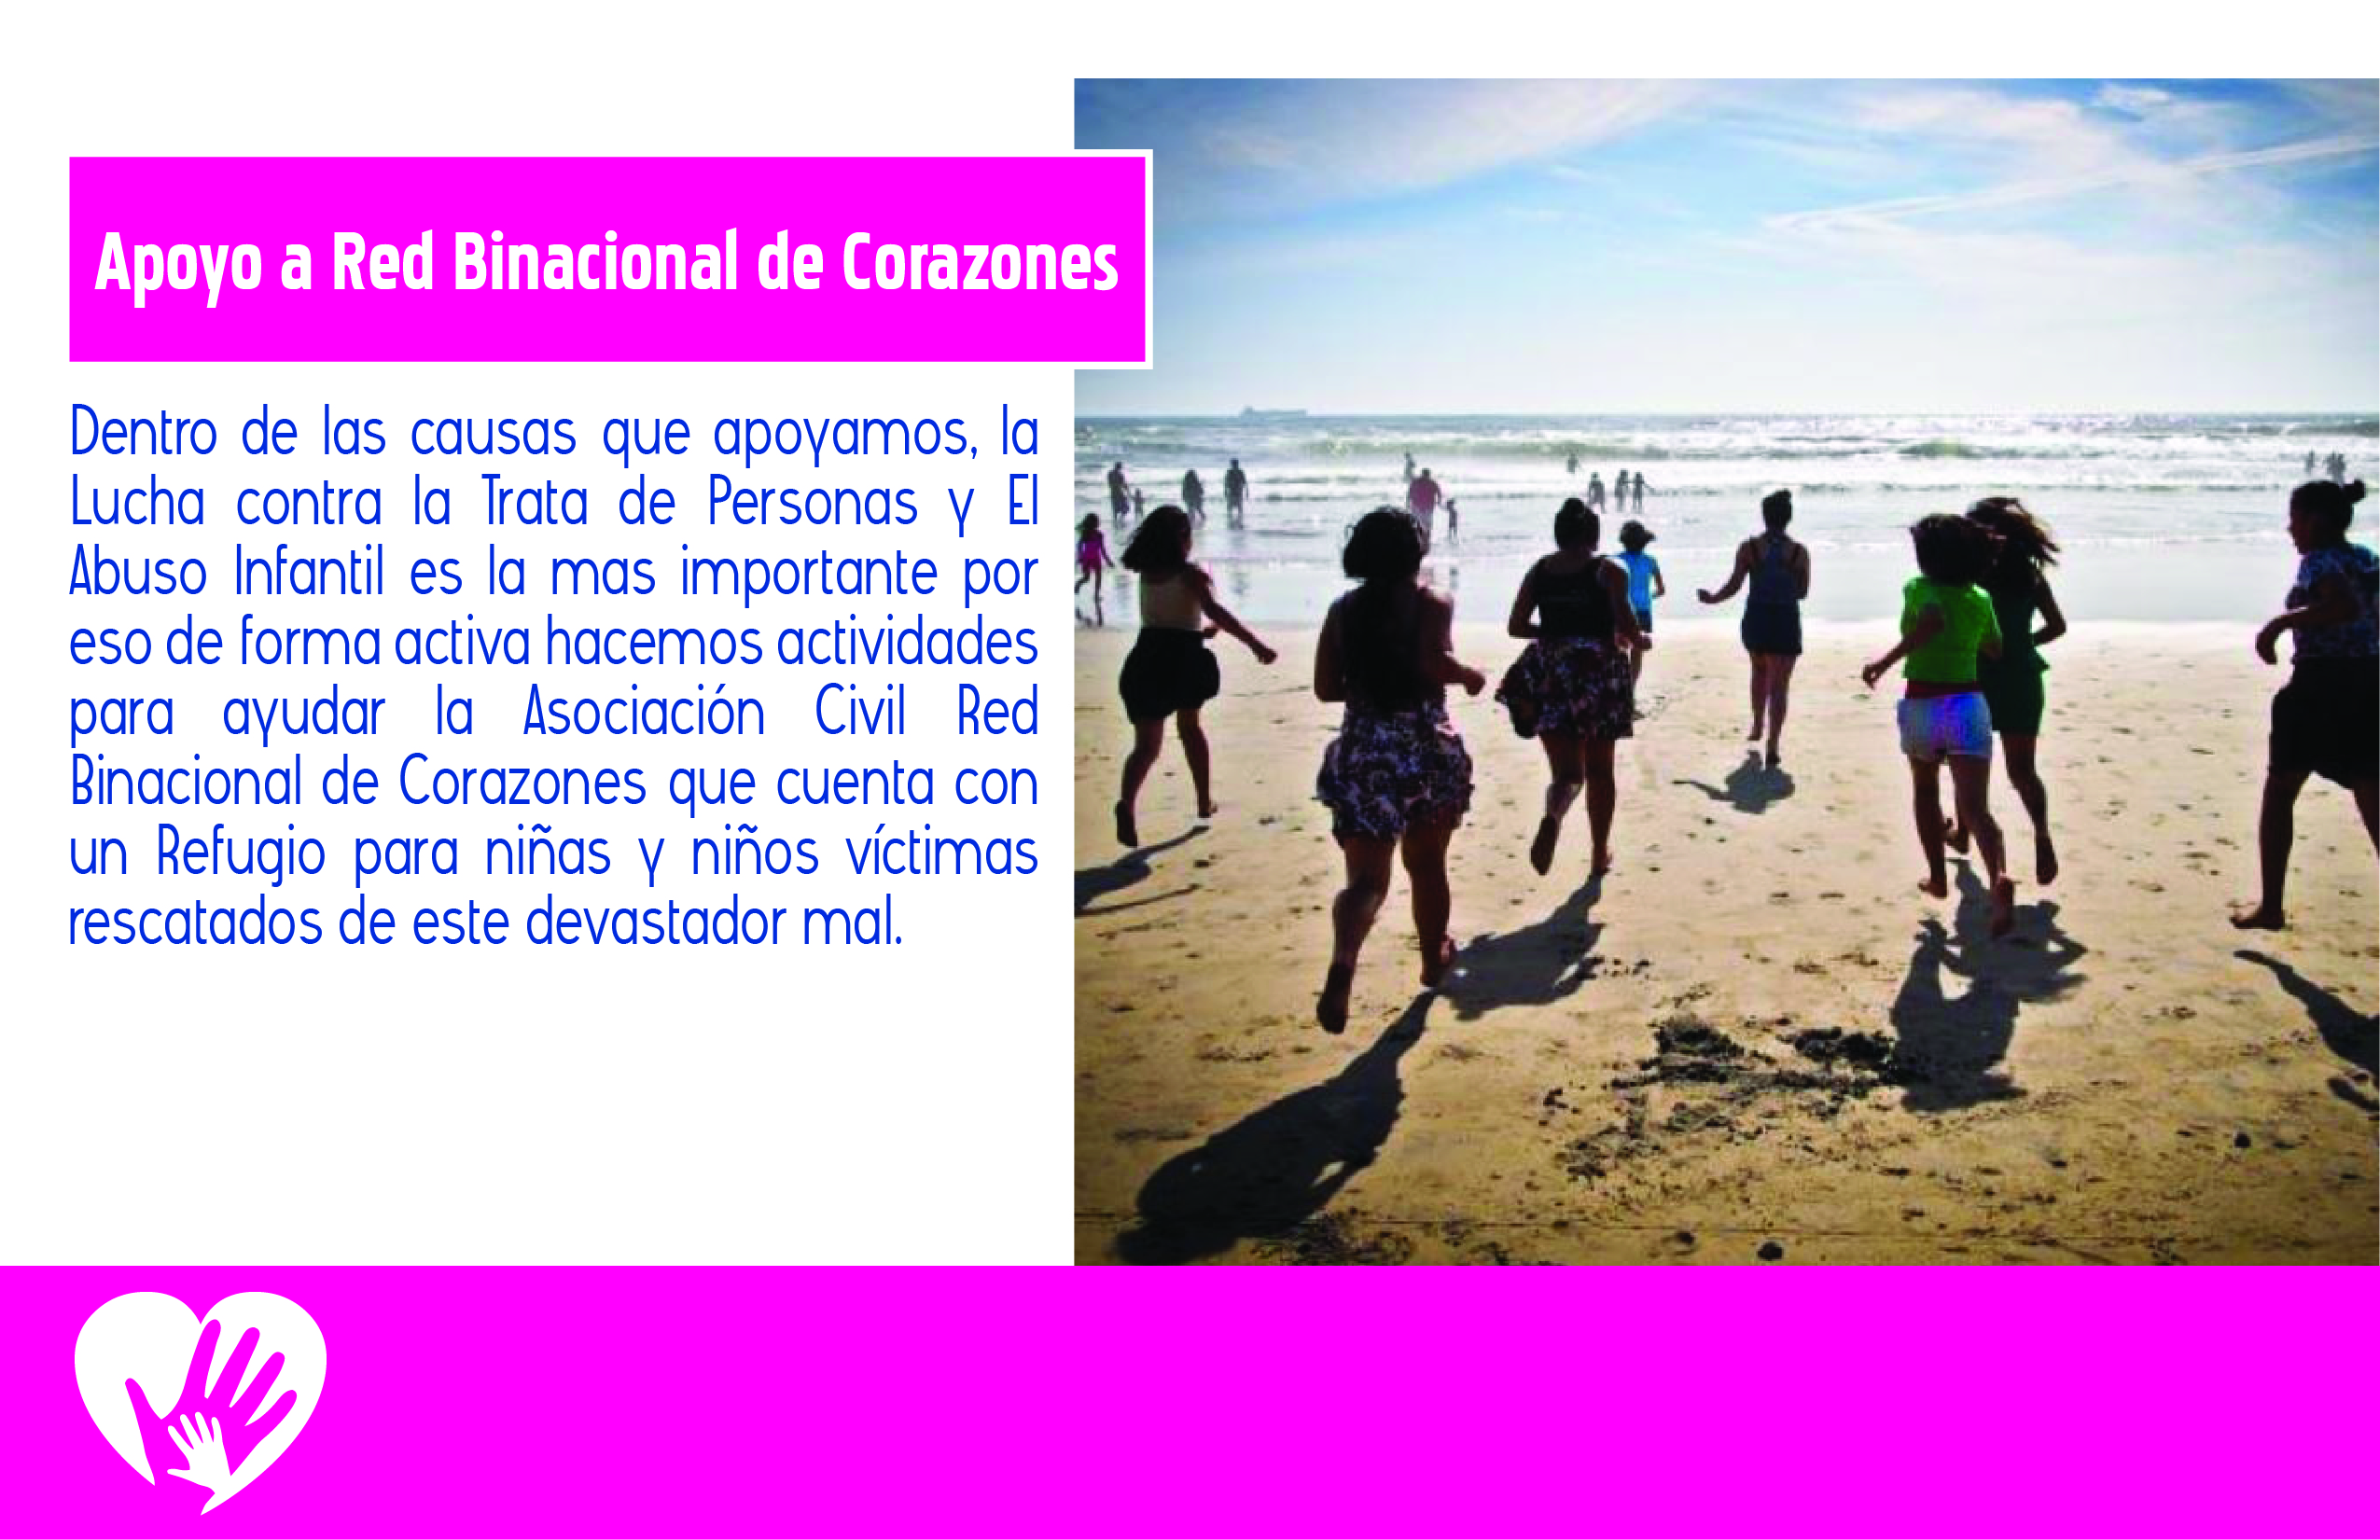 Apoyo a Red Binacional de Corazones
Dentro de las causas que apoyamos, la
Lucha contra la Trata de Personas y El
Abuso Infantil es la mas importante por
eso de forma activa hacemos actividades
para ayudar la Asociación Civil Red
Binacional de Corazones que cuenta con
un Refugio para niñas y niños víctimas
rescatados de este devastador mal.